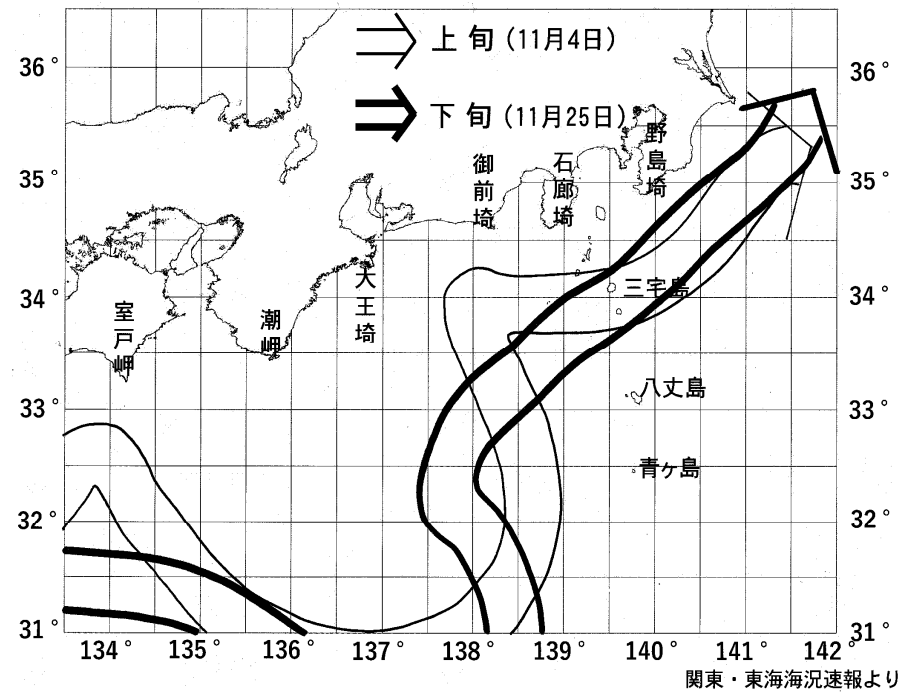 上旬 (11月4日)
下旬 (11月25日)
36°
36°
35°
35°
34°
34°
33°
33°
32°
32°
31°
31°
野島埼
石廊埼
御前埼
大王埼
潮岬
室戸岬
三宅島
八丈島
青ヶ島
134°
135°
136°
137°
138°
139°
140°
141°
142°
関東・東海海況速報より